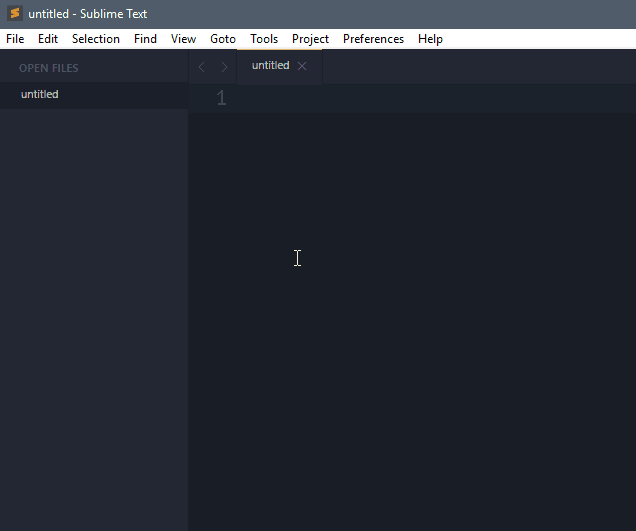 untitled - Sublime Text
File Edit Selection Find View Goto Tools Project Preferences Help
OPEN FILES
untitled
untitled
1